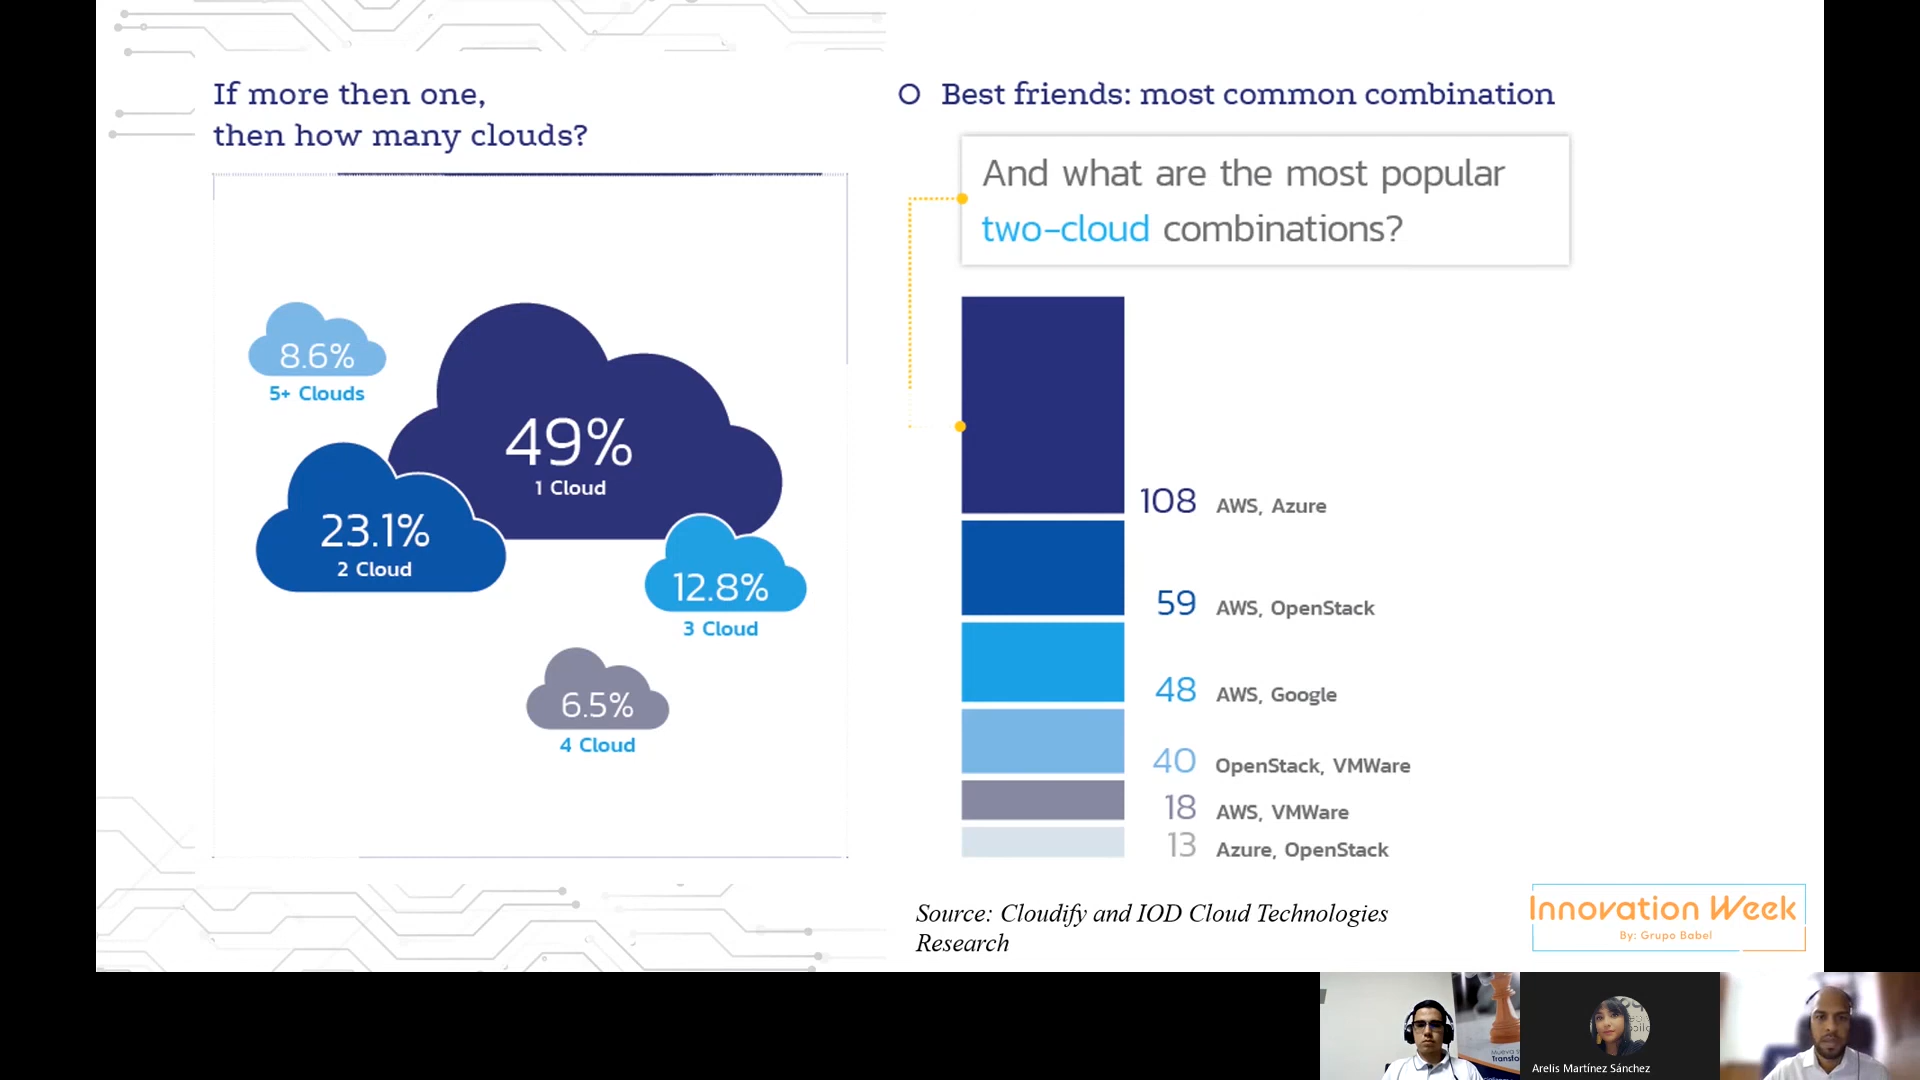 If more then one,
then how many clouds?
8.6%
5+ Clouds
49%
1 Cloud
23.1%
2 Cloud
12.8%
3 Cloud
6.5%
4 Cloud
Best friends: most common combination
And what are the most popular
two-cloud combinations?
108 AWS, Azure
59 AWS, OpenStack
48 AWS, Google
40 OpenStack, VMWare
18 AWS, VMWare
13 Azure, OpenStack
Source: Cloudify and IOD Cloud Technologies
Research
Innovation Week
By: Grupo Babel
Arelis Martínez Sánchez